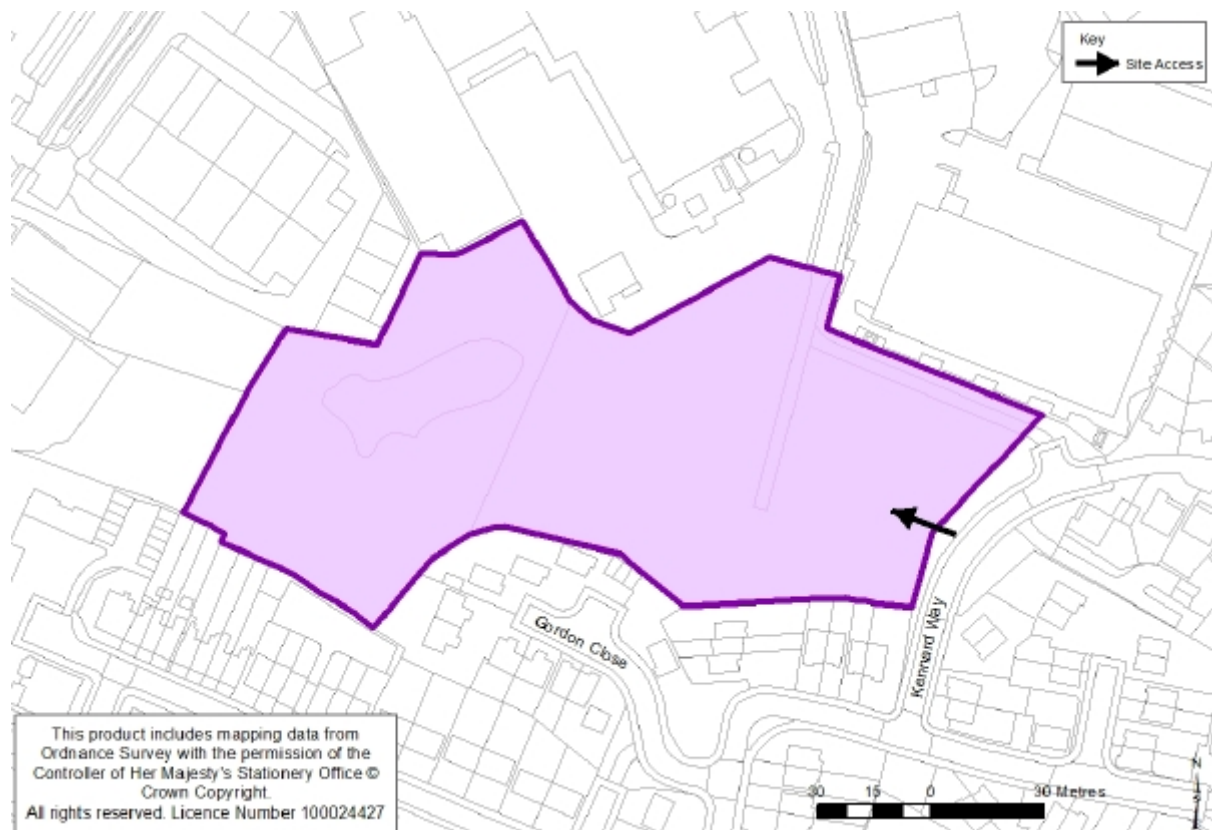 Key
Site Access
Gordon Close
Kennard Way
This product includes mapping data from
Ordnance Survey with the permission of the
Controller of Her Majesty's Stationery Office ©
Crown Copyright.
All rights reserved. Licence Number 100024427
30 15 0 30 Metres
N